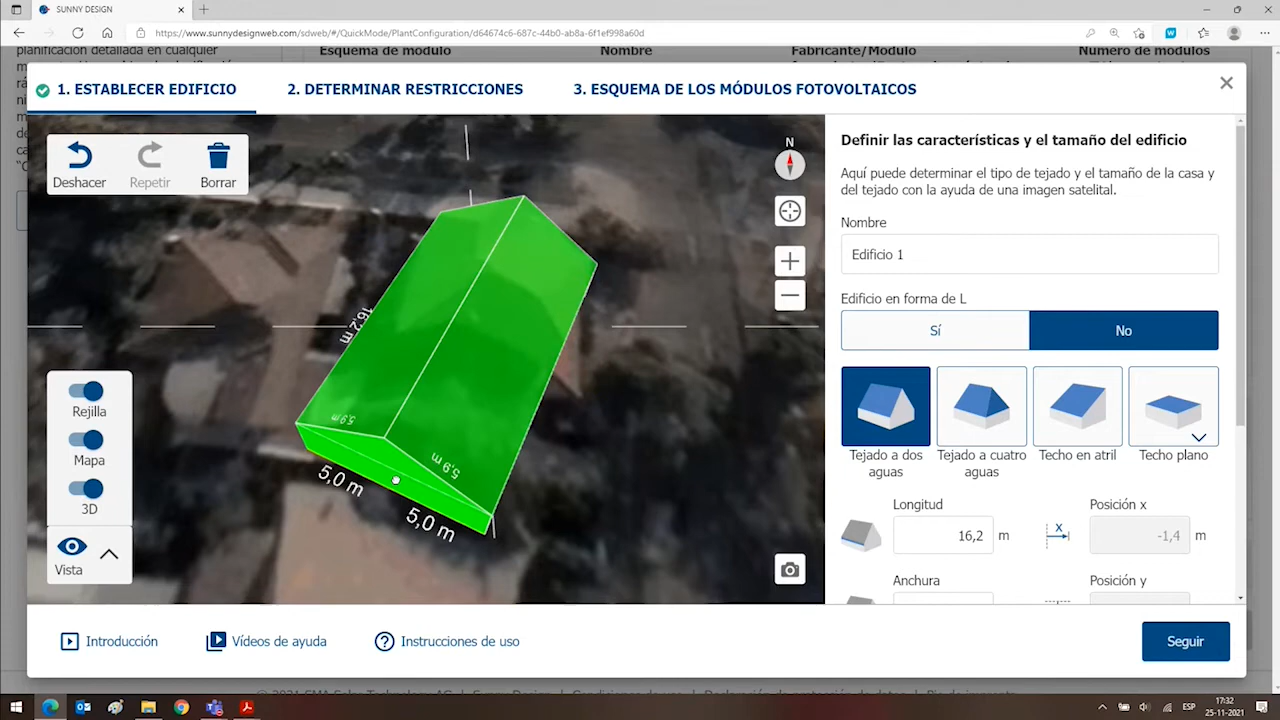 SUNNY DESIGN
https://www.sunnydesignweb.com/sdweb/#/QuickMode/PlantConfiguration/d64674c6-687c-44b0-ab8a-6f1ef998a60d
planificación detallada en cualquier
Esquema de módulo
Nombre
Fabricante/Módulo
Número de módulos
1. ESTABLECER EDIFICIO
2. DETERMINAR RESTRICCIONES
3. ESQUEMA DE LOS MÓDULOS FOTOVOLTAICOS
Deshacer
Repetir
Borrar
N
Definir las características y el tamaño del edificio
Aquí puede determinar el tipo de tejado y el tamaño de la casa y
del tejado con la ayuda de una imagen satelital.
Nombre
Edificio 1
Edificio en forma de L
Sí
No
16,2 m
5,9 m
5,9 m
5,0 m
5,0 m
Rejilla
Mapa
3D
Vista
Tejado a dos
aguas
Tejado a cuatro
aguas
Techo en atril
Techo plano
Longitud
16,2 m
X
Posición x
-1,4 m
Anchura
Posición y
Introducción
Vídeos de ayuda
Instrucciones de uso
Seguir
ESP
17:32
25-11-2021